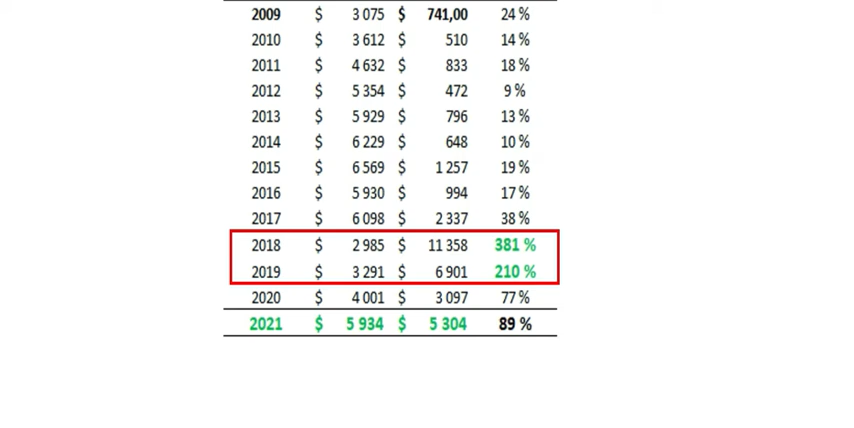 2009 $ 3 075 $ 741,00 24 %
2010 $ 3 612 $ 510 14 %
2011 $ 4 632 $ 833 18 %
2012 $ 5 354 $ 472 9 %
2013 $ 5 929 $ 796 13 %
2014 $ 6 229 $ 648 10 %
2015 $ 6 569 $ 1 257 19 %
2016 $ 5 930 $ 994 17 %
2017 $ 6 098 $ 2 337 38 %
2018 $ 2 985 $ 11 358 381 %
2019 $ 3 291 $ 6 901 210 %
2020 $ 4 001 $ 3 097 77 %
2021 $ 5 934 $ 5 304 89 %